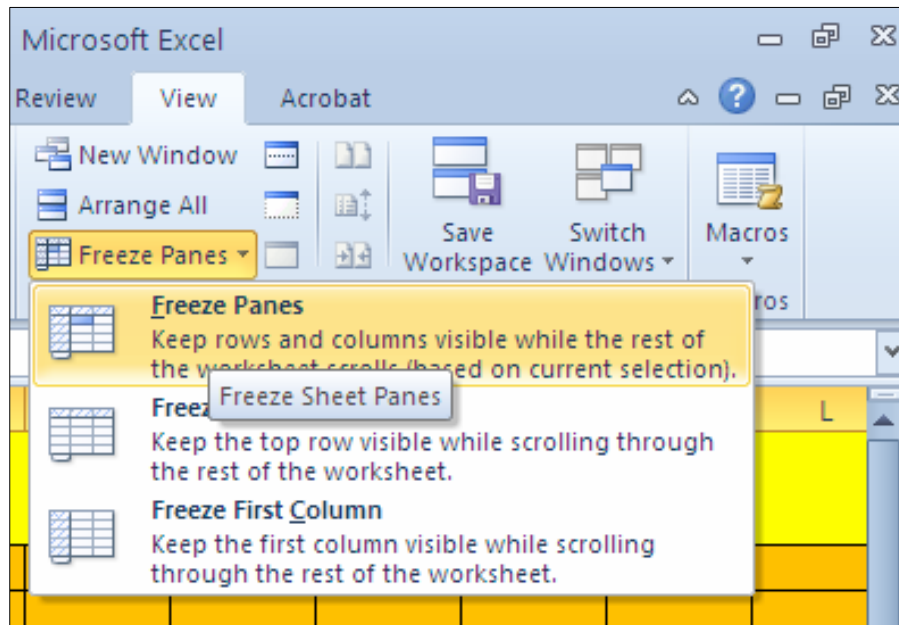 Microsoft Excel
Review View Acrobat
New Window
Arrange All
Freeze Panes
Save Workspace
Switch Windows
Macros
ros
Freeze Panes
Keep rows and columns visible while the rest of
the worksheet scrolls (based on current selection).
Freeze Sheet Panes
Freez
Keep the top row visible while scrolling through
the rest of the worksheet.
Freeze First Column
Keep the first column visible while scrolling
through the rest of the worksheet.
L